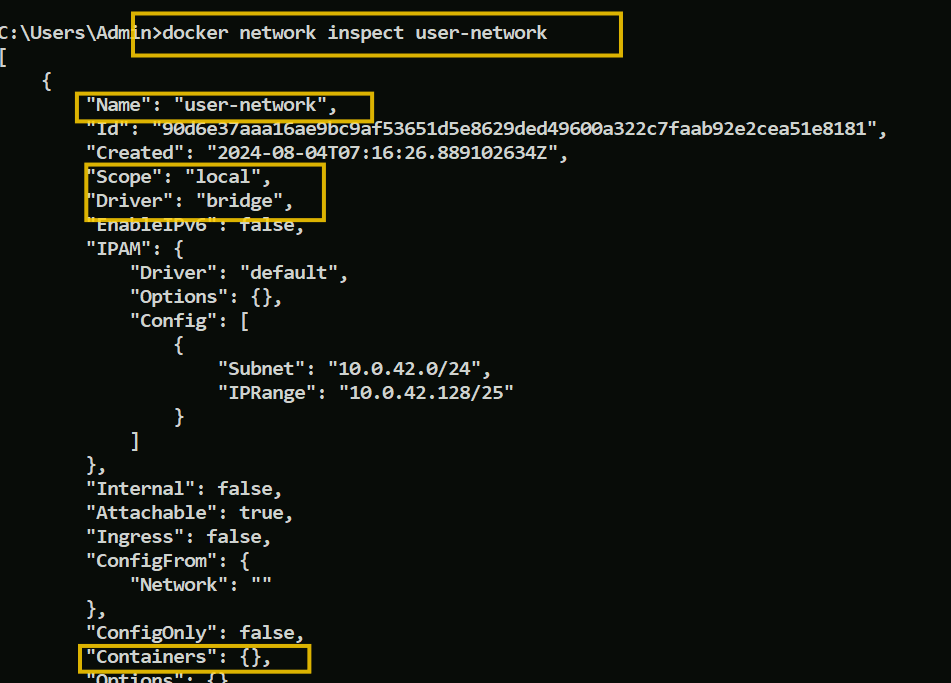 C:\Users\Admin>docker network inspect user-network
[
    {
        "Name": "user-network",
        "Id": "90d6e37aaa16ae9bc9af53651d5e8629ded49600a322c7faab92e2cea51e8181",
        "Created": "2024-08-04T07:16:26.889102634Z",
        "Scope": "local",
        "Driver": "bridge",
        "EnableIPv6": false,
        "IPAM": {
            "Driver": "default",
            "Options": {},
            "Config": [
                {
                    "Subnet": "10.0.42.0/24",
                    "IPRange": "10.0.42.128/25"
                }
            ]
        },
        "Internal": false,
        "Attachable": true,
        "Ingress": false,
        "ConfigFrom": {
            "Network": ""
        },
        "ConfigOnly": false,
        "Containers": {},
        "Options": {}